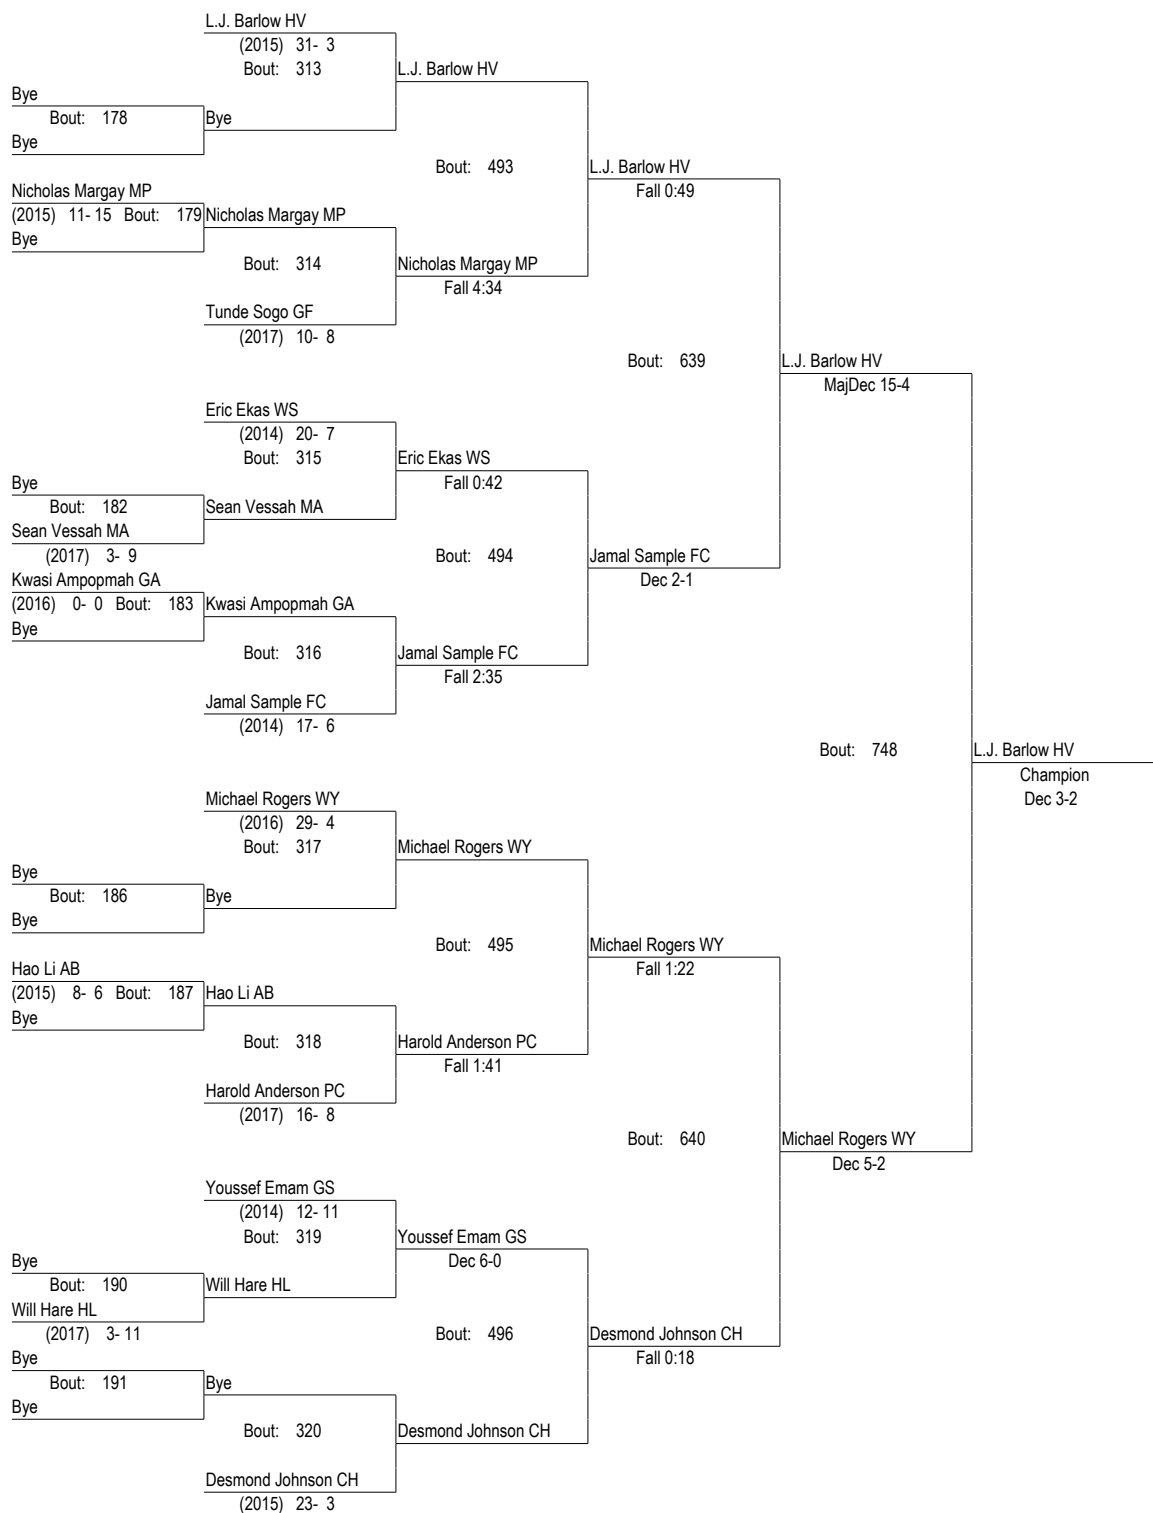 L.J. Barlow HV
(2015) 31- 3
Bout: 313
L.J. Barlow HV
Bye
Bout: 178
Bye
Bye
Bout: 493
L.J. Barlow HV
Fall 0:49
Nicholas Margay MP
(2015) 11- 15 Bout: 179
Nicholas Margay MP
Bye
Bout: 314
Nicholas Margay MP
Fall 4:34
Tunde Sogo GF
(2017) 10- 8
Bout: 639
L.J. Barlow HV
MajDec 15-4
Eric Ekas WS
(2014) 20- 7
Bout: 315
Eric Ekas WS
Fall 0:42
Bye
Bout: 182
Sean Vessah MA
Sean Vessah MA
(2017) 3- 9
Bout: 494
Jamal Sample FC
Dec 2-1
Kwasi Ampopmah GA
(2016) 0- 0 Bout: 183
Kwasi Ampopmah GA
Bye
Bout: 316
Jamal Sample FC
Fall 2:35
Jamal Sample FC
(2014) 17- 6
Bout: 748
L.J. Barlow HV
Champion
Dec 3-2
Michael Rogers WY
(2016) 29- 4
Bout: 317
Michael Rogers WY
Bye
Bout: 186
Bye
Bye
Bout: 495
Michael Rogers WY
Fall 1:22
Hao Li AB
(2015) 8- 6 Bout: 187
Hao Li AB
Bye
Bout: 318
Harold Anderson PC
Fall 1:41
Harold Anderson PC
(2017) 16- 8
Bout: 640
Michael Rogers WY
Dec 5-2
Youssef Emam GS
(2014) 12- 11
Bout: 319
Youssef Emam GS
Dec 6-0
Bye
Bout: 190
Will Hare HL
Will Hare HL
(2017) 3- 11
Bout: 496
Desmond Johnson CH
Fall 0:18
Bye
Bout: 191
Bye
Bye
Bout: 320
Desmond Johnson CH
Desmond Johnson CH
(2015) 23- 3